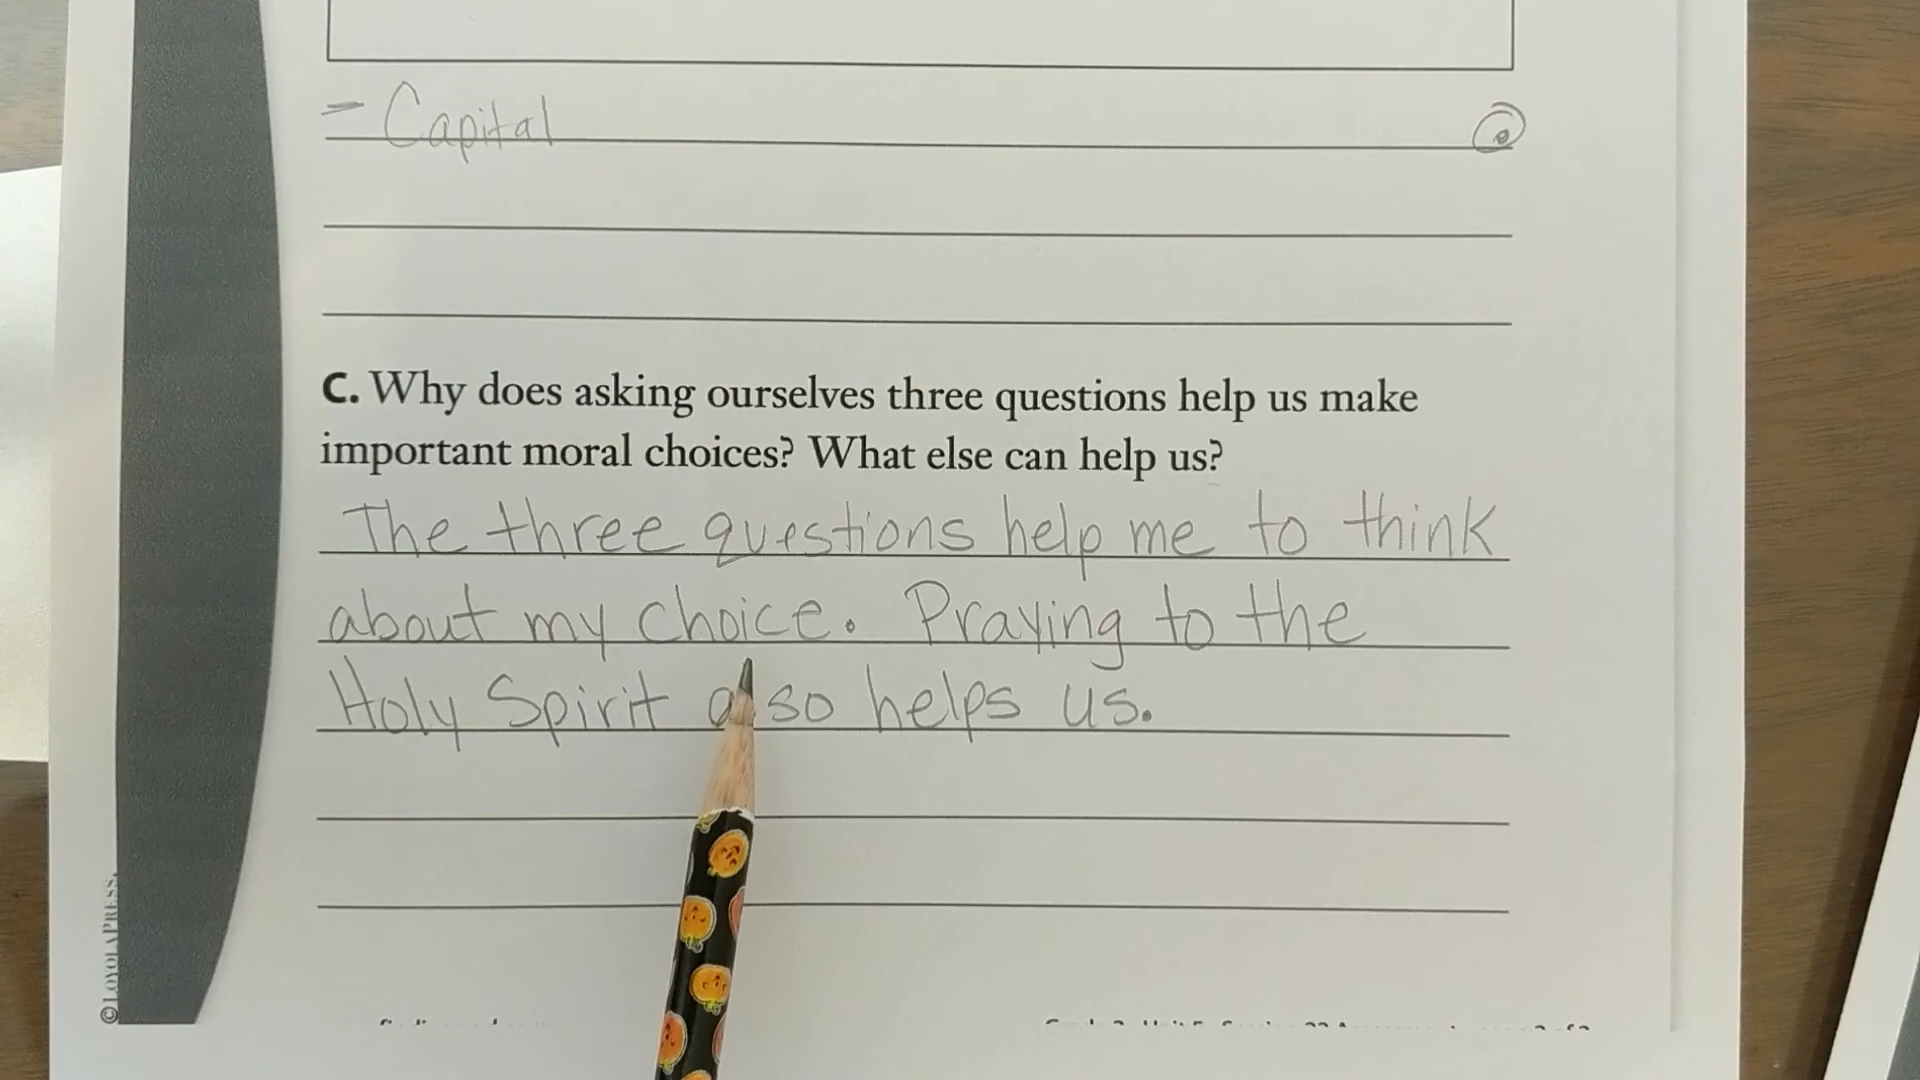 = Capital
C. Why does asking ourselves three questions help us make
important moral choices? What else can help us?
The three questions help me to think
about my choice. Praying to the
Holy Spirit also helps us.
©LOYOLAPRESS.